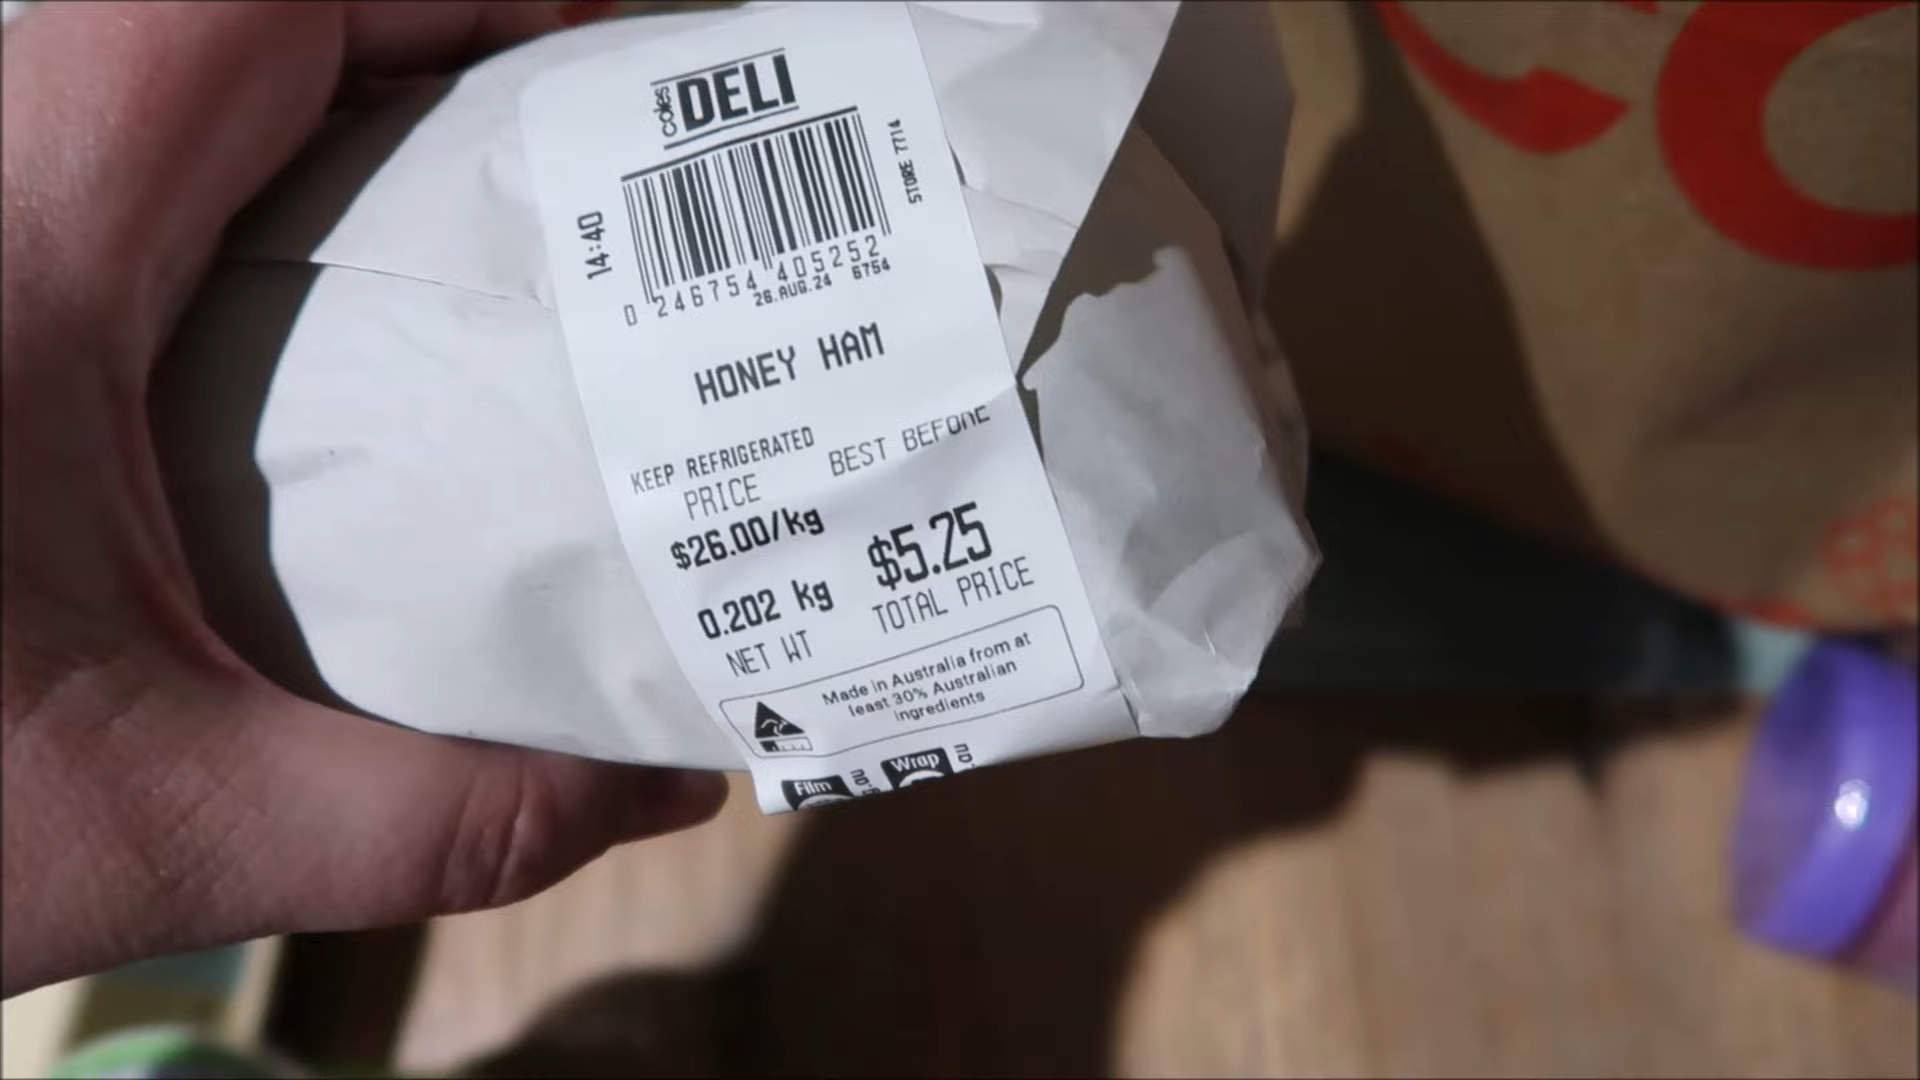 coles DELI
STORE 7714
14:40
0 246754 405252
26.AUG.24 6754
HONEY HAM
KEEP REFRIGERATED
BEST BEFORE
PRICE
$26.00/kg
$5.25
TOTAL PRICE
0.202 kg
NET WT
Made in Australia from at
least 30% Australian
ingredients
Film
Wrap